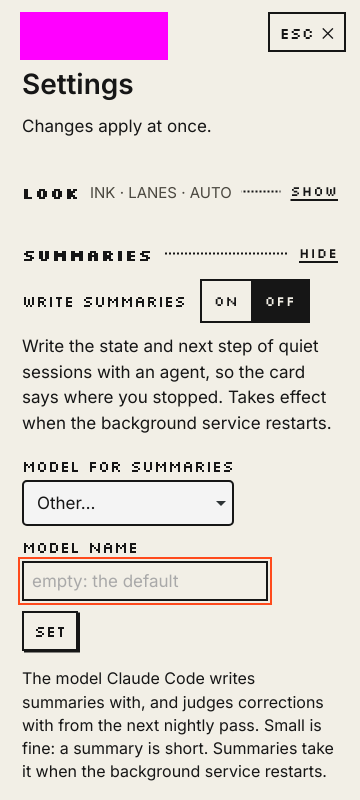 ESC ×
Settings
Changes apply at once.
LOOK INK · LANES · AUTO SHOW
SUMMARIES HIDE
WRITE SUMMARIES ON OFF
Write the state and next step of quiet
sessions with an agent, so the card
says where you stopped. Takes effect
when the background service restarts.
MODEL FOR SUMMARIES
Other...
MODEL NAME
empty: the default
SET
The model Claude Code writes
summaries with, and judges corrections
with from the next nightly pass. Small is
fine: a summary is short. Summaries take
it when the background service restarts.